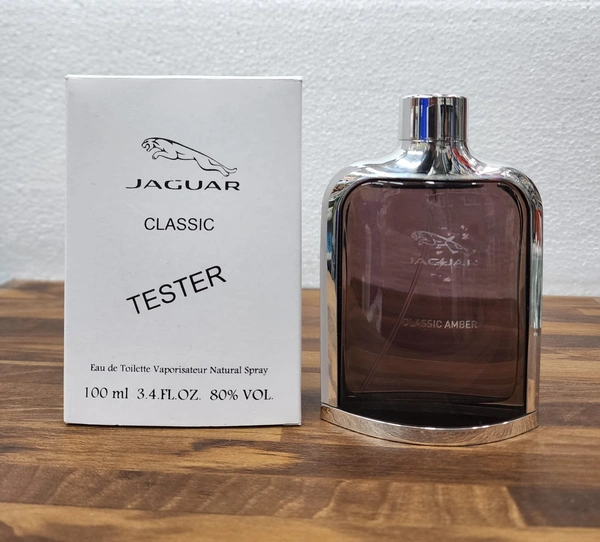 JAGUAR
CLASSIC
TESTER
Eau de Toilette Vaporisateur Natural Spray
100 ml 3.4.FL.OZ. 80% VOL.
JAGUAR
CLASSIC AMBER